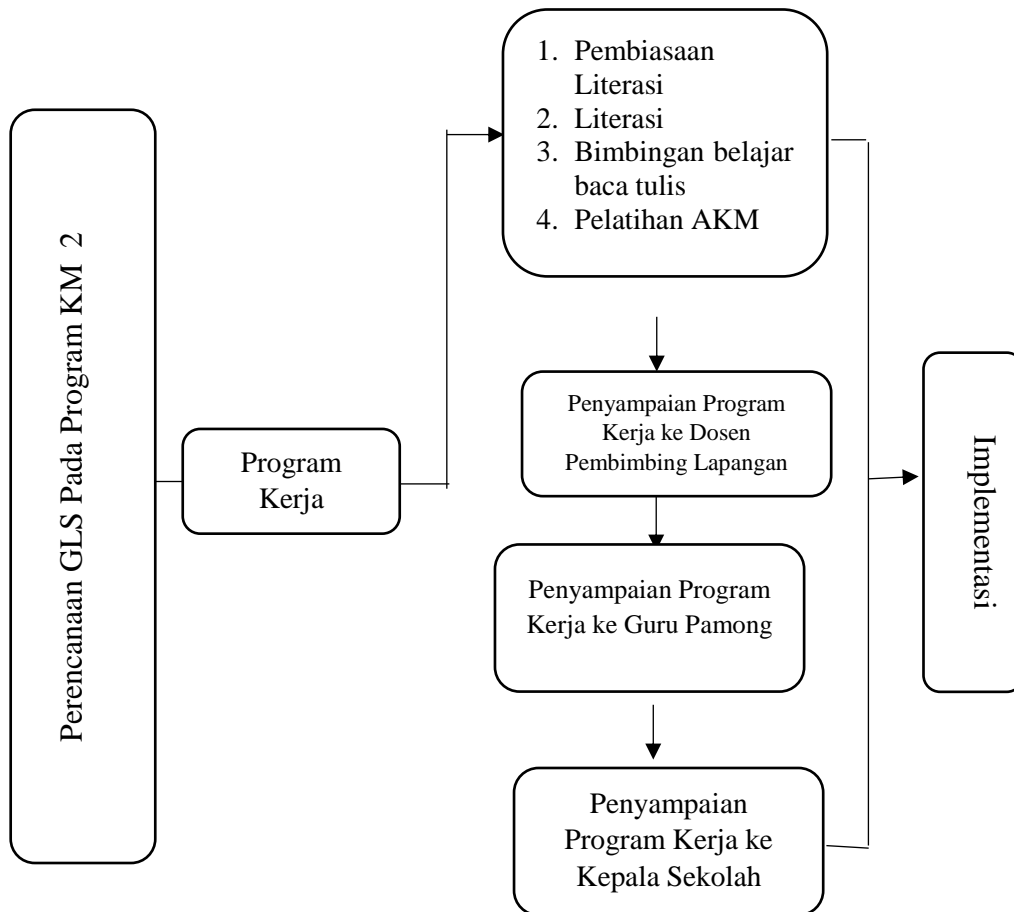 Perencanaan GLS Pada Program KM 2
Program
Kerja
1. Pembiasaan
Literasi
2. Literasi
3. Bimbingan belajar
baca tulis
4. Pelatihan AKM
Penyampaian Program
Kerja ke Dosen
Pembimbing Lapangan
Penyampaian Program
Kerja ke Guru Pamong
Penyampaian
Program Kerja ke
Kepala Sekolah
Implementasi